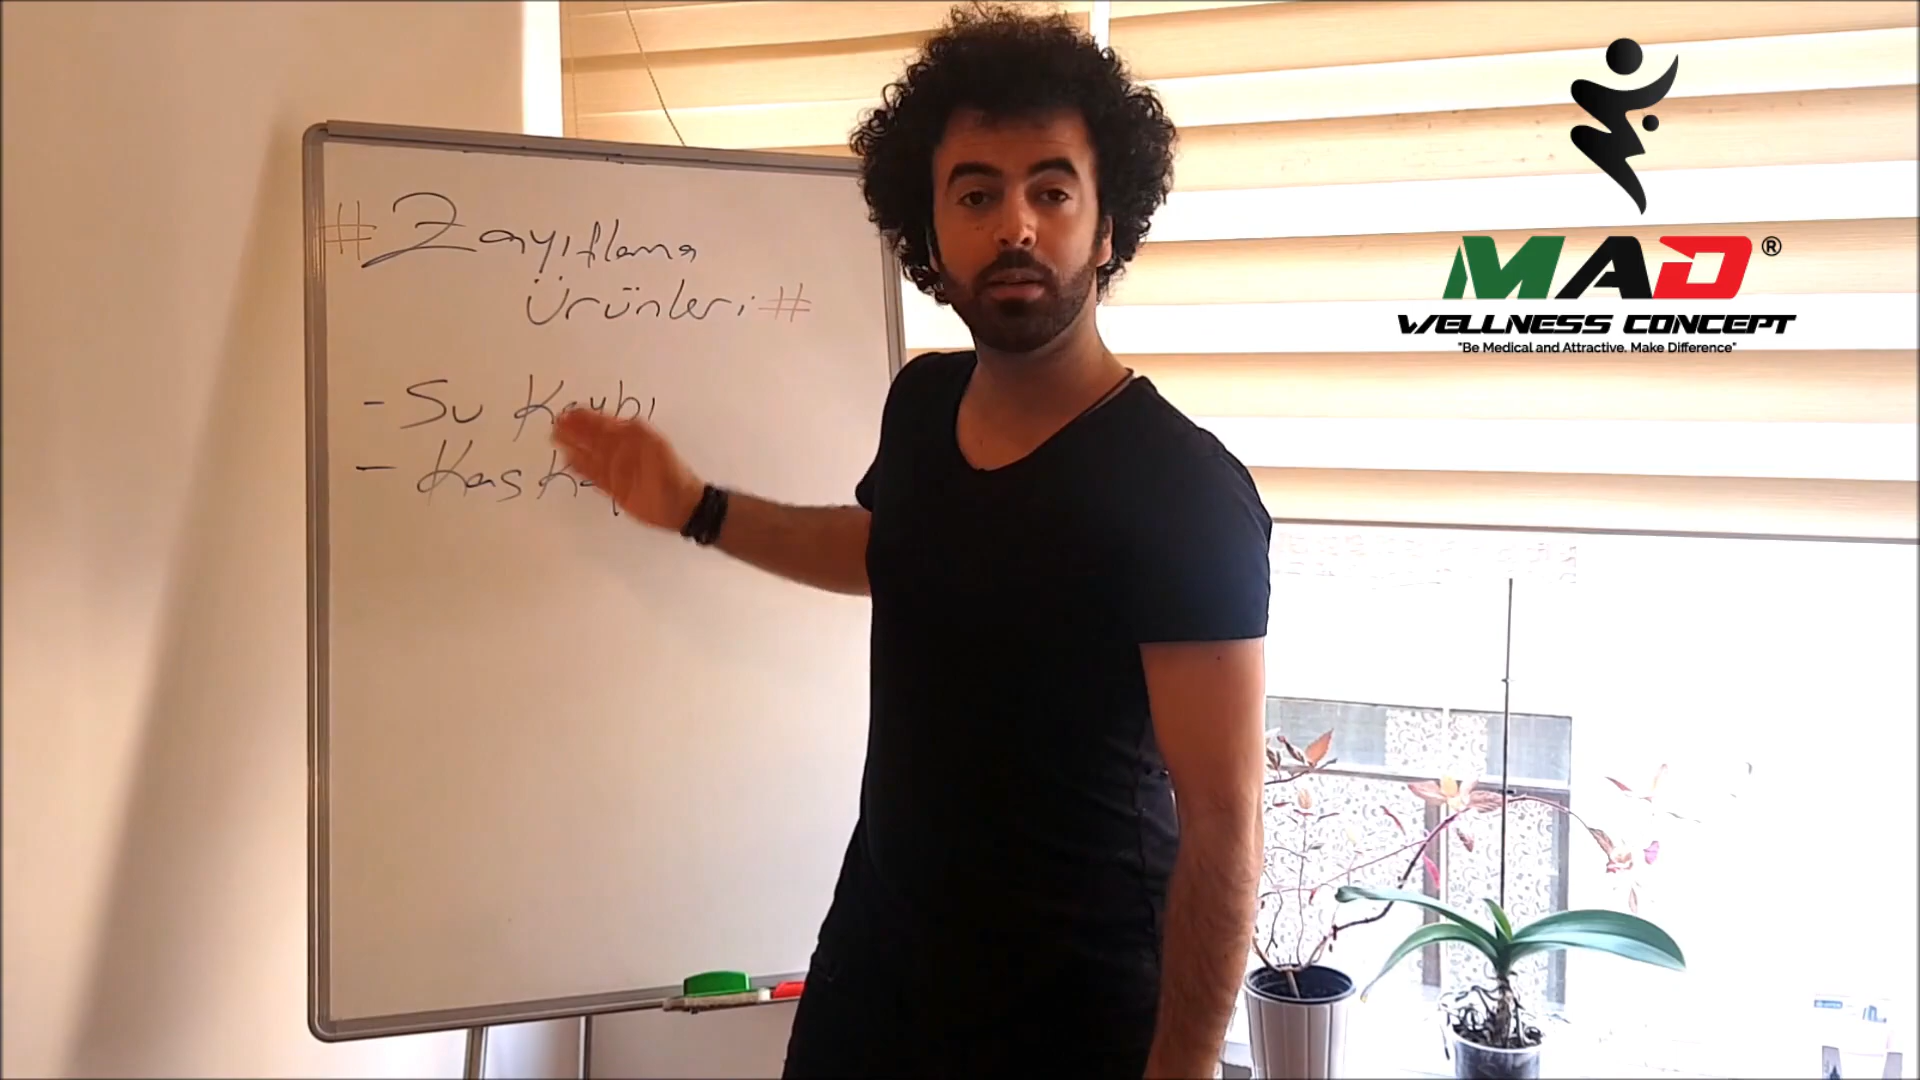 #Zayıflama
Ürünleri#
- Su Kaybı
- Kas
MAD®
WELLNESS CONCEPT
"Be Medical and Attractive. Make Difference"